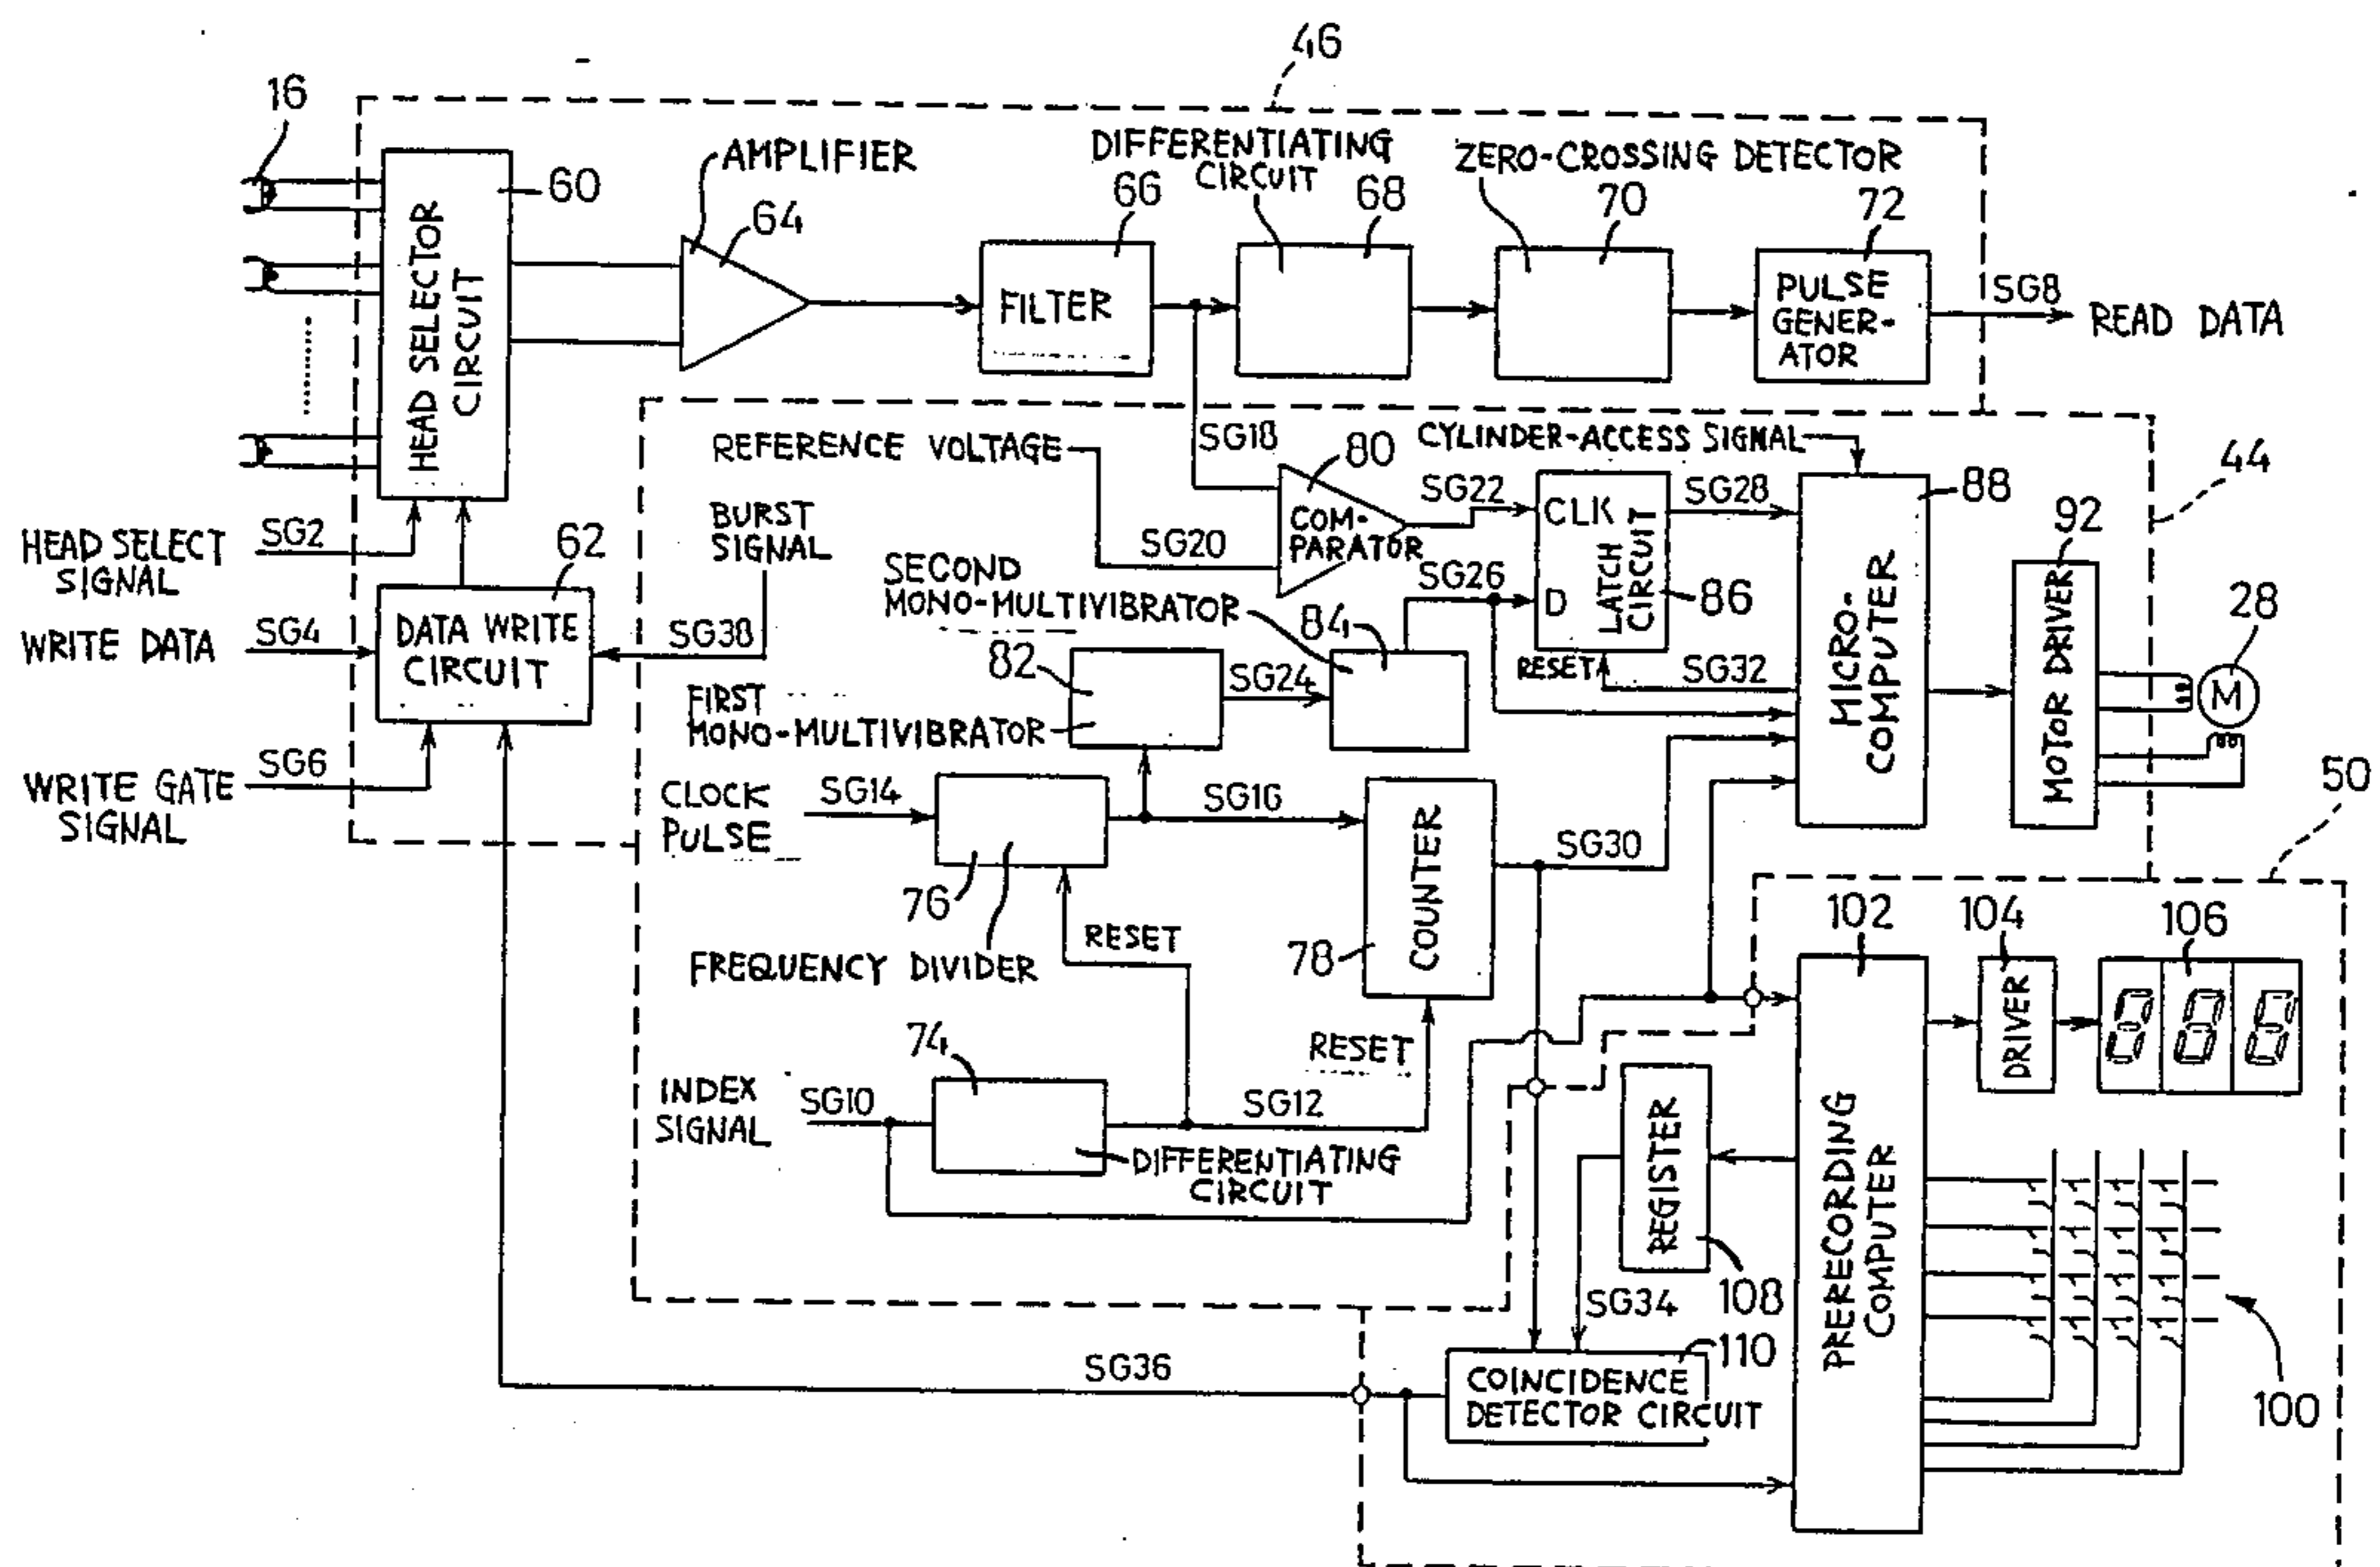 46
16
AMPLIFIER
DIFFERENTIATING
CIRCUIT
ZERO-CROSSING DETECTOR
60
64
66
68
70
72
HEAD SELECTOR
CIRCUIT
FILTER
PULSE
GENER-
ATOR
SG8
READ DATA
REFERENCE VOLTAGE
SG18
80
CYLINDER-ACCESS SIGNAL
44
BURST
SIGNAL
SG20
COM-
PARATOR
SG22
CLK
D
LATCH
CIRCUIT
86
SG28
88
92
HEAD SELECT
SIGNAL
SG2
62
SECOND
MONO-MULTIVIBRATOR
SG26
84
28
WRITE DATA
SG4
DATA WRITE
CIRCUIT
SG38
82
SG24
RESET
SG32
MICRO-
COMPUTER
MOTOR DRIVER
M
FIRST
MONO-MULTIVIBRATOR
WRITE GATE
SIGNAL
SG6
CLOCK
PULSE
SG14
SG16
SG30
50
76
FREQUENCY DIVIDER
RESET
78
COUNTER
102
104
106
74
RESET
DRIVER
8 8 8
INDEX
SIGNAL
SG10
SG12
DIFFERENTIATING
CIRCUIT
REGISTER
108
PRERECORDING
COMPUTER
SG34
110
SG36
COINCIDENCE
DETECTOR CIRCUIT
100